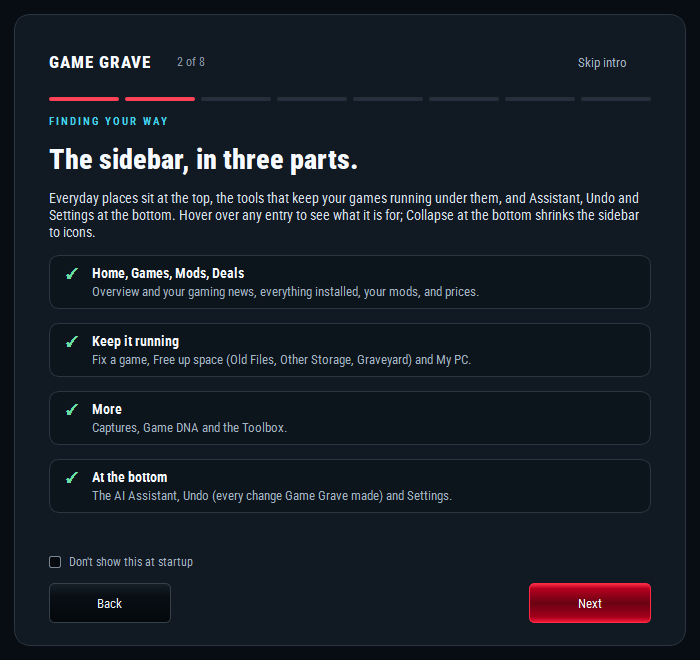 GAME GRAVE
2 of 8
Skip intro
FINDING YOUR WAY
The sidebar, in three parts.
Everyday places sit at the top, the tools that keep your games running under them, and Assistant, Undo and
Settings at the bottom. Hover over any entry to see what it is for; Collapse at the bottom shrinks the sidebar
to icons.
Home, Games, Mods, Deals
Overview and your gaming news, everything installed, your mods, and prices.
Keep it running
Fix a game, Free up space (Old Files, Other Storage, Graveyard) and My PC.
More
Captures, Game DNA and the Toolbox.
At the bottom
The AI Assistant, Undo (every change Game Grave made) and Settings.
Don't show this at startup
Back
Next